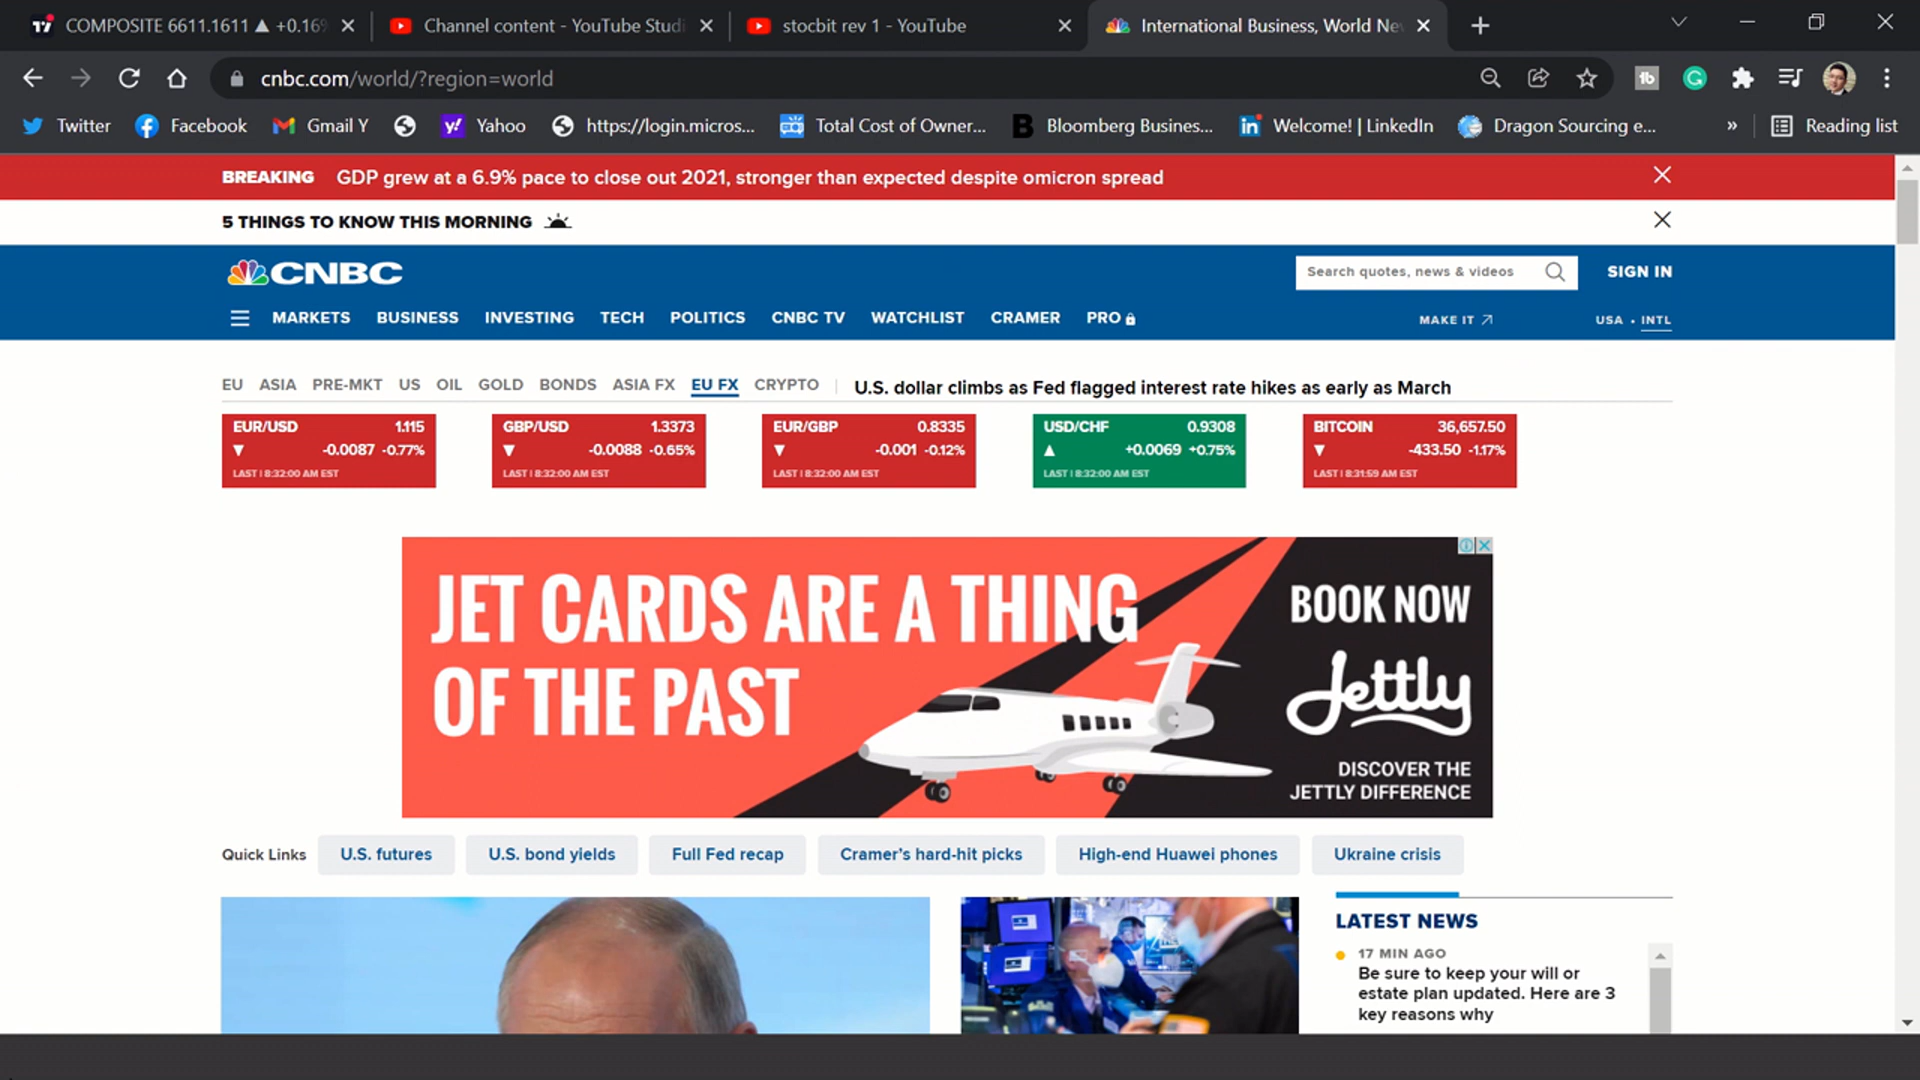 COMPOSITE 6611.1611 ▲ +0.16%
Channel content - YouTube Studi
stocbit rev 1 - YouTube
International Business, World Ne
cnbc.com/world/?region=world
Twitter
Facebook
Gmail Y
Yahoo
https://login.micros...
Total Cost of Owner...
Bloomberg Business...
Welcome! | LinkedIn
Dragon Sourcing e...
»
Reading list
BREAKING GDP grew at a 6.9% pace to close out 2021, stronger than expected despite omicron spread
5 THINGS TO KNOW THIS MORNING
CNBC
Search quotes, news & videos
SIGN IN
MARKETS BUSINESS INVESTING TECH POLITICS CNBC TV WATCHLIST CRAMER PRO
MAKE IT
USA • INTL
EU ASIA PRE-MKT US OIL GOLD BONDS ASIA FX EU FX CRYPTO
U.S. dollar climbs as Fed flagged interest rate hikes as early as March
EUR/USD 1.115
▼ -0.0087 -0.77%
LAST | 8:32:00 AM EST
GBP/USD 1.3373
▼ -0.0088 -0.65%
LAST | 8:32:00 AM EST
EUR/GBP 0.8335
▼ -0.001 -0.12%
LAST | 8:32:00 AM EST
USD/CHF 0.9308
▲ +0.0069 +0.75%
LAST | 8:32:00 AM EST
BITCOIN 36,657.50
▼ -433.50 -1.17%
LAST | 8:31:59 AM EST
JET CARDS ARE A THING
OF THE PAST
BOOK NOW
Jettly
DISCOVER THE
JETTLY DIFFERENCE
Quick Links
U.S. futures
U.S. bond yields
Full Fed recap
Cramer's hard-hit picks
High-end Huawei phones
Ukraine crisis
LATEST NEWS
17 MIN AGO
Be sure to keep your will or
estate plan updated. Here are 3
key reasons why